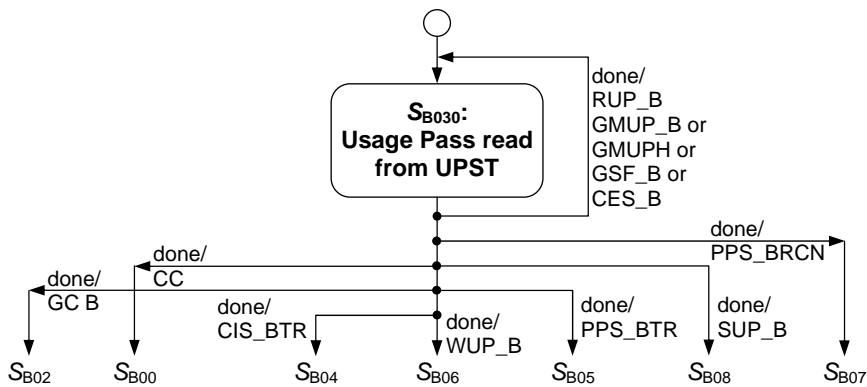 done/
RUP_B
GMUP_B or
GMUPH or
GSF_B or
CES_B
SB030:
Usage Pass read
from UPST
done/
PPS_BRCN
done/
CC
done/
GC B
done/
CIS_BTR
done/
WUP_B
done/
PPS_BTR
done/
SUP_B
SB02 SB00 SB04 SB06 SB05 SB08 SB07